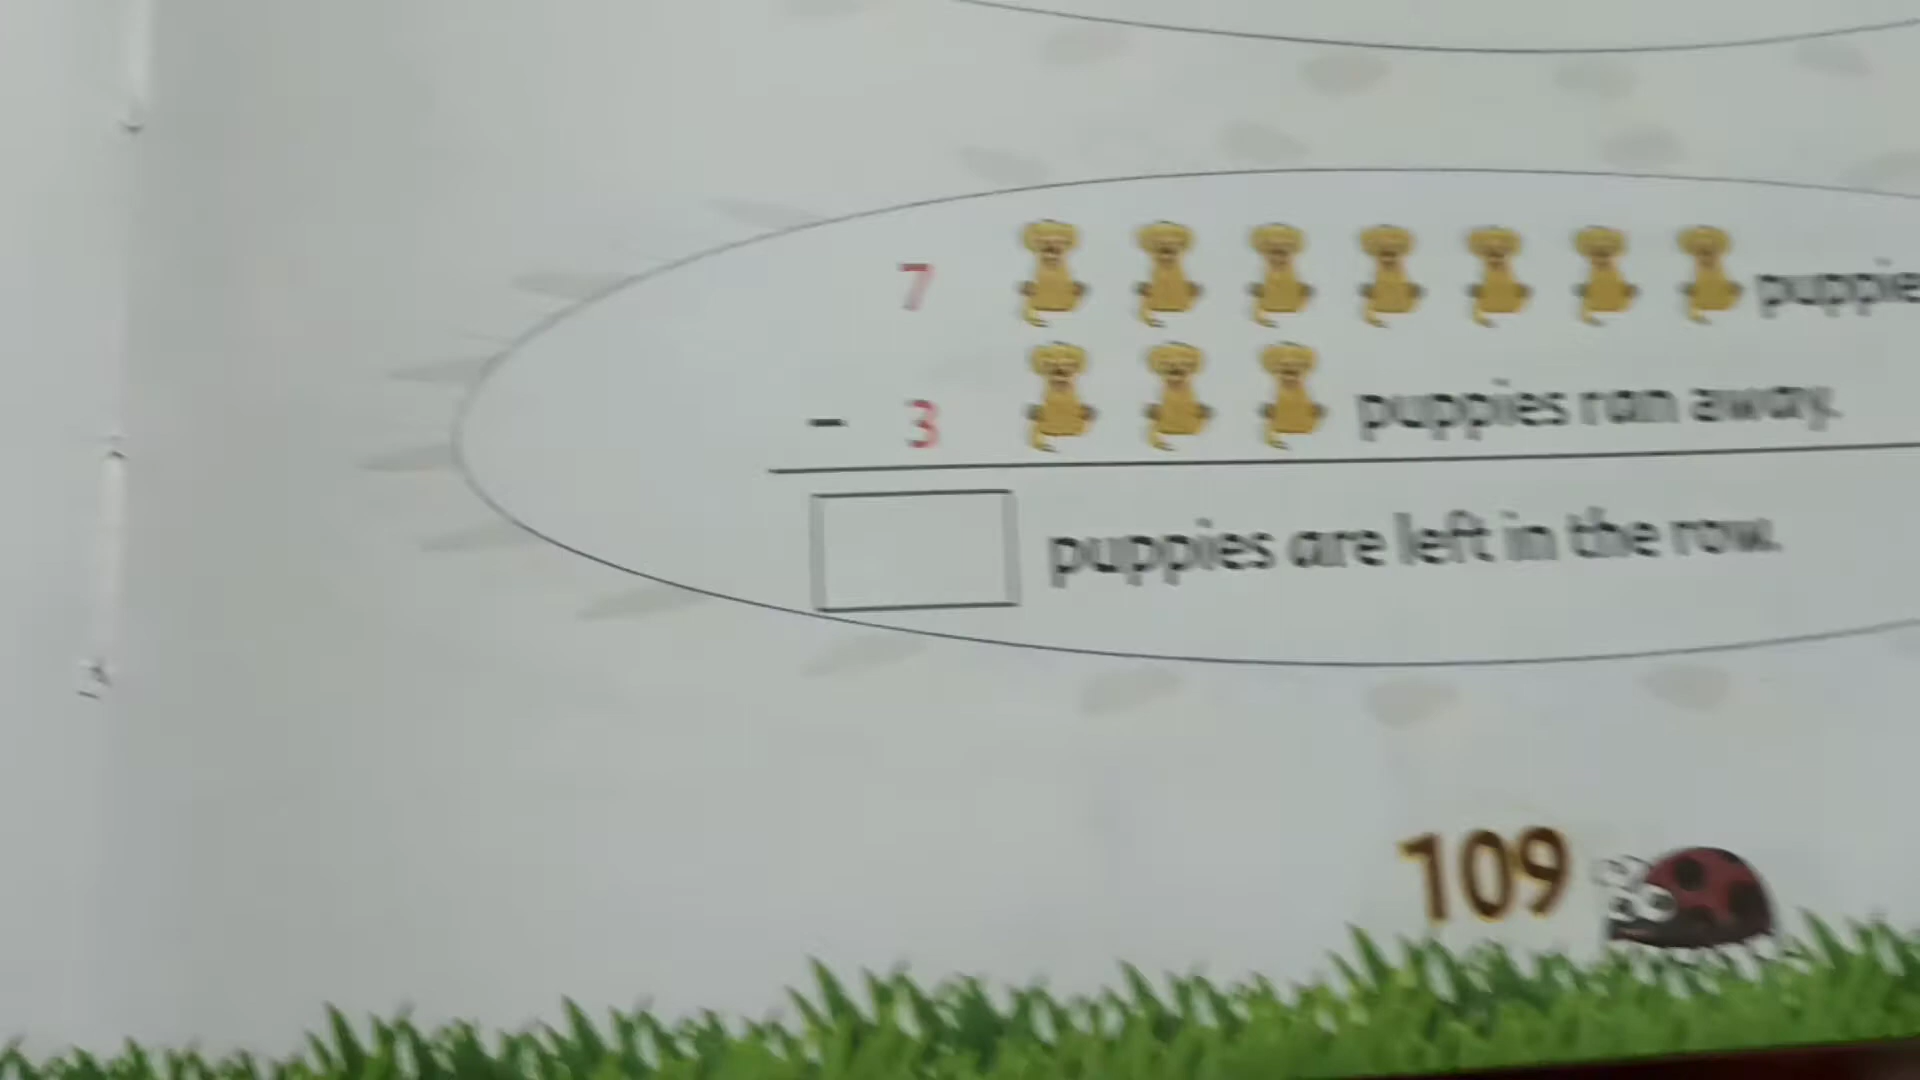 7 puppie
- 3 puppies ran away.
puppies are left in the row.
109